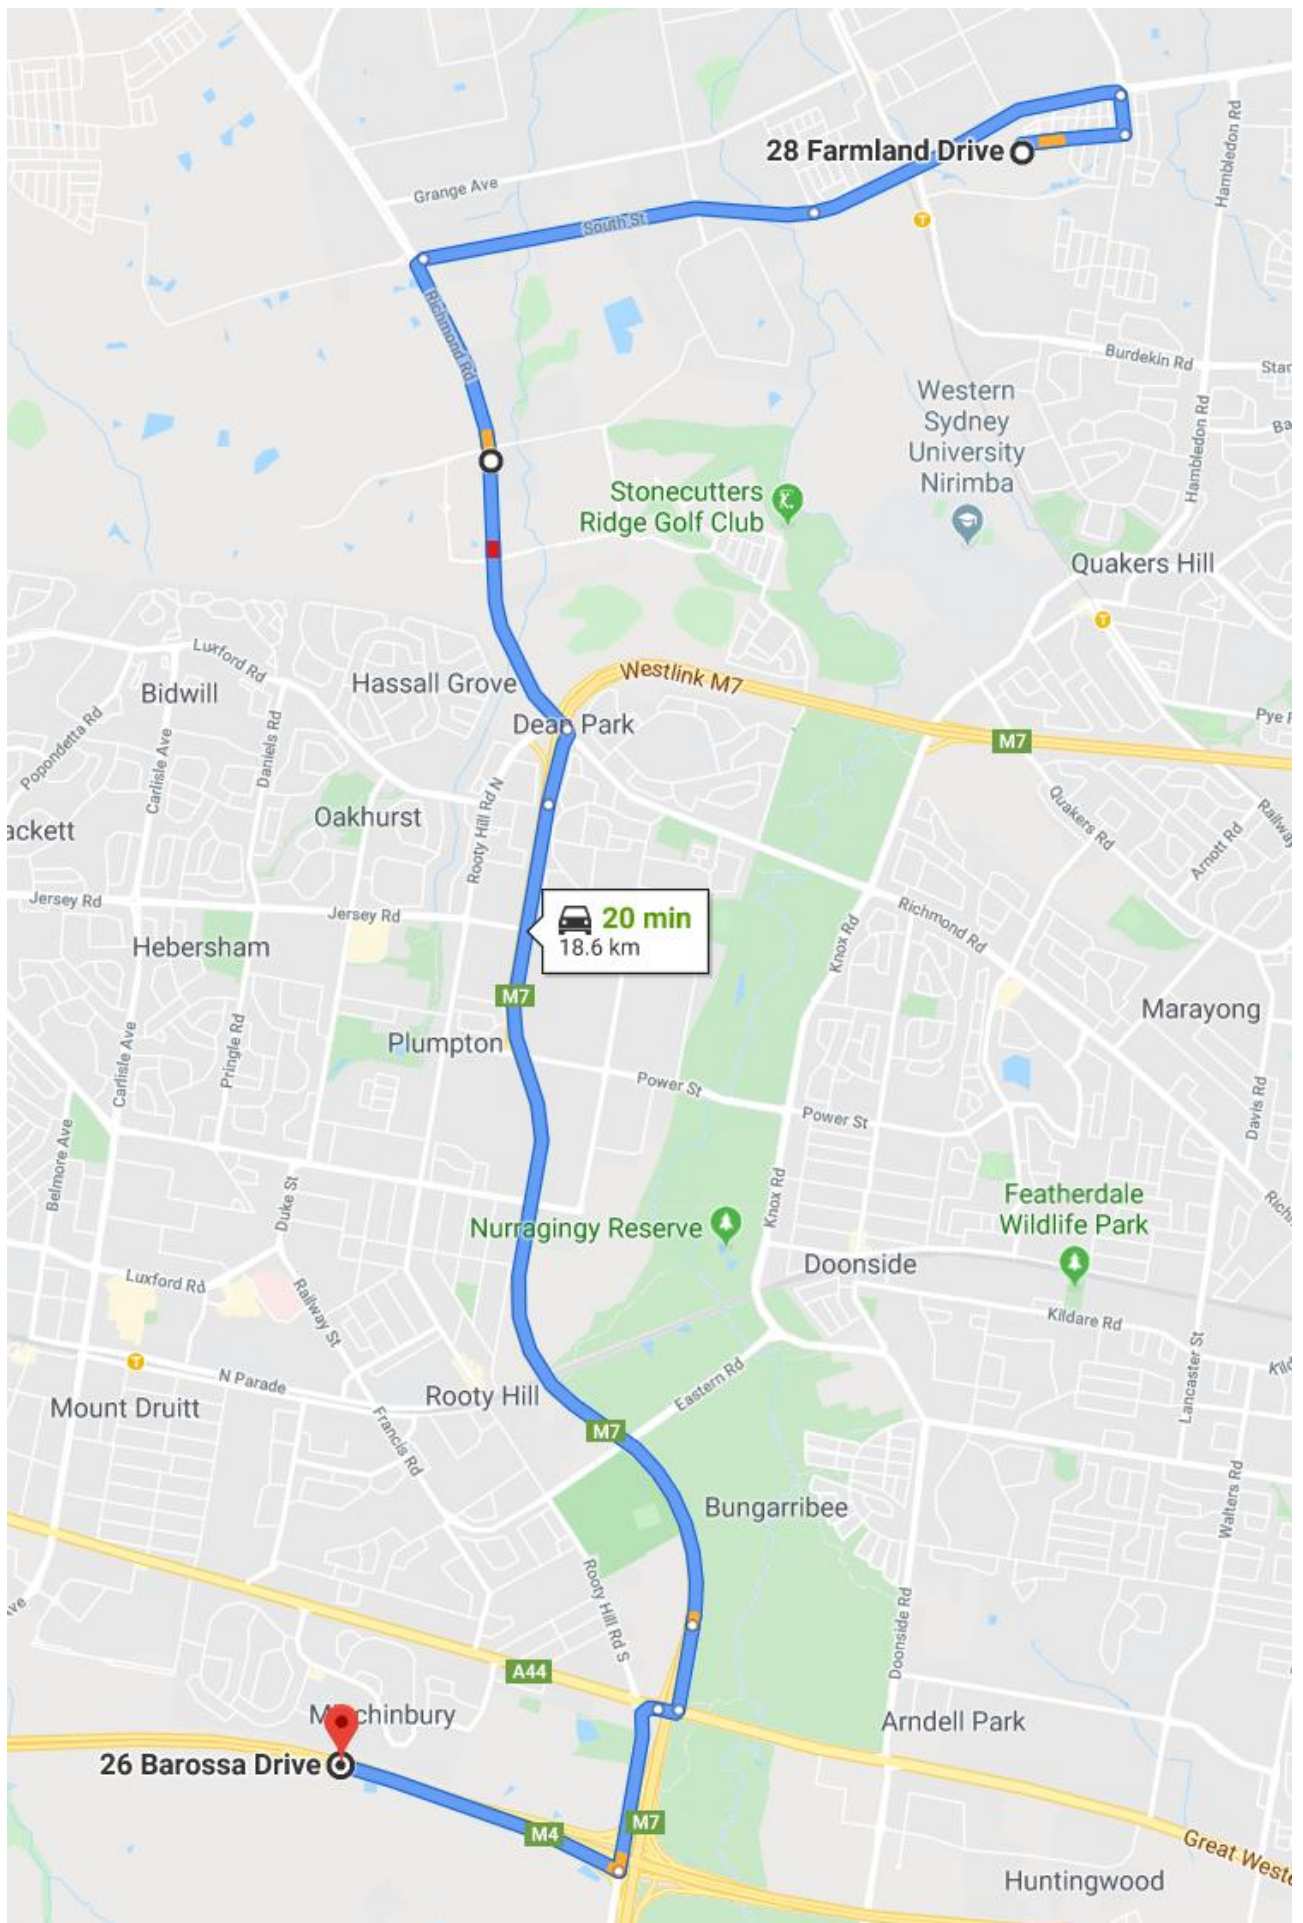 28 Farmland Drive
Grange Ave
Hambledon Rd
South St
Richmond Rd
Burdekin Rd
Western
Sydney
University
Nirimba
Hambledon Rd
Stonecutters
Ridge Golf Club
Quakers Hill
Luxford Rd
Bidwill
Hassall Grove
Westlink M7
Dean Park
M7
Popondetta Rd
Carlisle Ave
Daniels Rd
Rooty Hill Rd N
Quakers Rd
Arnott Rd
Railway
ackett
Oakhurst
Jersey Rd
Jersey Rd
20 min
18.6 km
Knox Rd
Richmond Rd
Hebersham
M7
Marayong
Plumpton
Carlisle Ave
Pringle Rd
Power St
Power St
Davis Rd
Belmore Ave
Duke St
Knox Rd
Featherdale
Wildlife Park
Nurragingy Reserve
Doonside
Luxford Rd
Railway St
Kildare Rd
Lancaster St
N Parade
Eastern Rd
Mount Druitt
Rooty Hill
M7
Francis Rd
Bungarribee
Walters Rd
Rooty Hill Rd S
Doonside Rd
A44
Arndell Park
26 Barossa Drive
M4
M7
Great Weste
Huntingwood